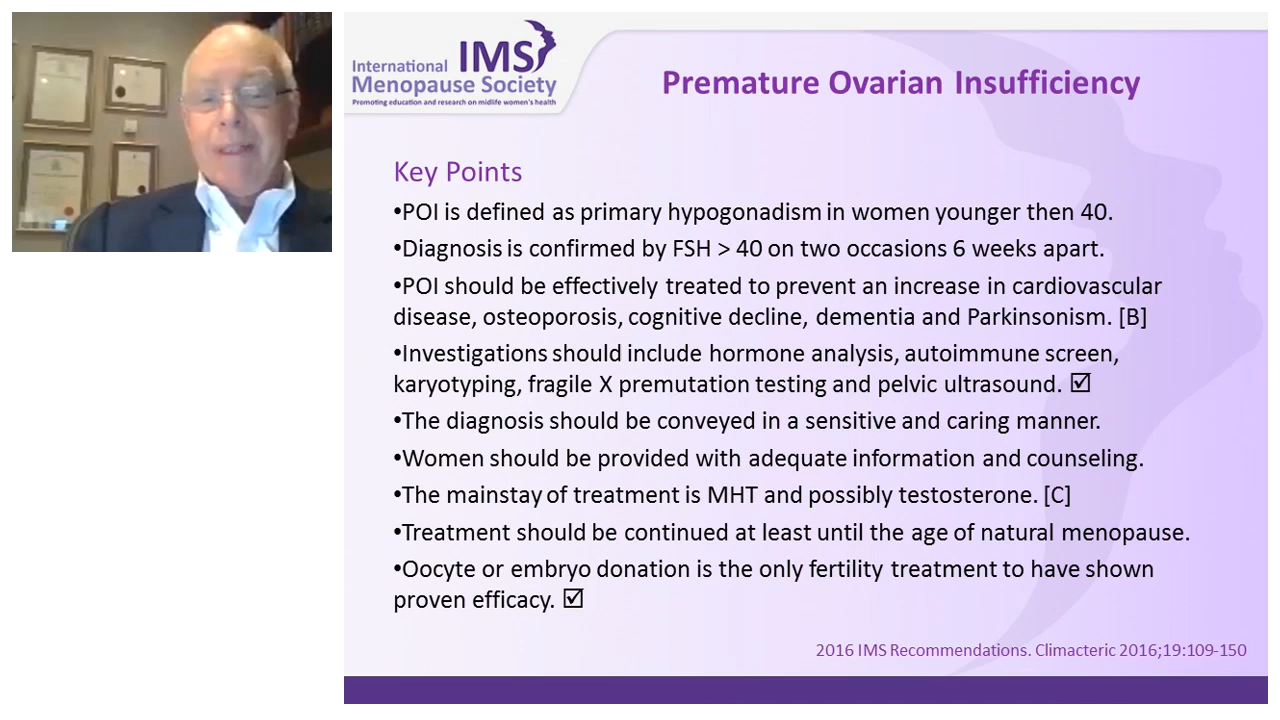 International IMS
Menopause Society
Promoting education and research on midlife women's health
Premature Ovarian Insufficiency
Key Points
•POI is defined as primary hypogonadism in women younger then 40.
•Diagnosis is confirmed by FSH > 40 on two occasions 6 weeks apart.
•POI should be effectively treated to prevent an increase in cardiovascular
disease, osteoporosis, cognitive decline, dementia and Parkinsonism. [B]
•Investigations should include hormone analysis, autoimmune screen,
karyotyping, fragile X premutation testing and pelvic ultrasound. ☑
•The diagnosis should be conveyed in a sensitive and caring manner.
•Women should be provided with adequate information and counseling.
•The mainstay of treatment is MHT and possibly testosterone. [C]
•Treatment should be continued at least until the age of natural menopause.
•Oocyte or embryo donation is the only fertility treatment to have shown
proven efficacy. ☑
2016 IMS Recommendations. Climacteric 2016;19:109-150